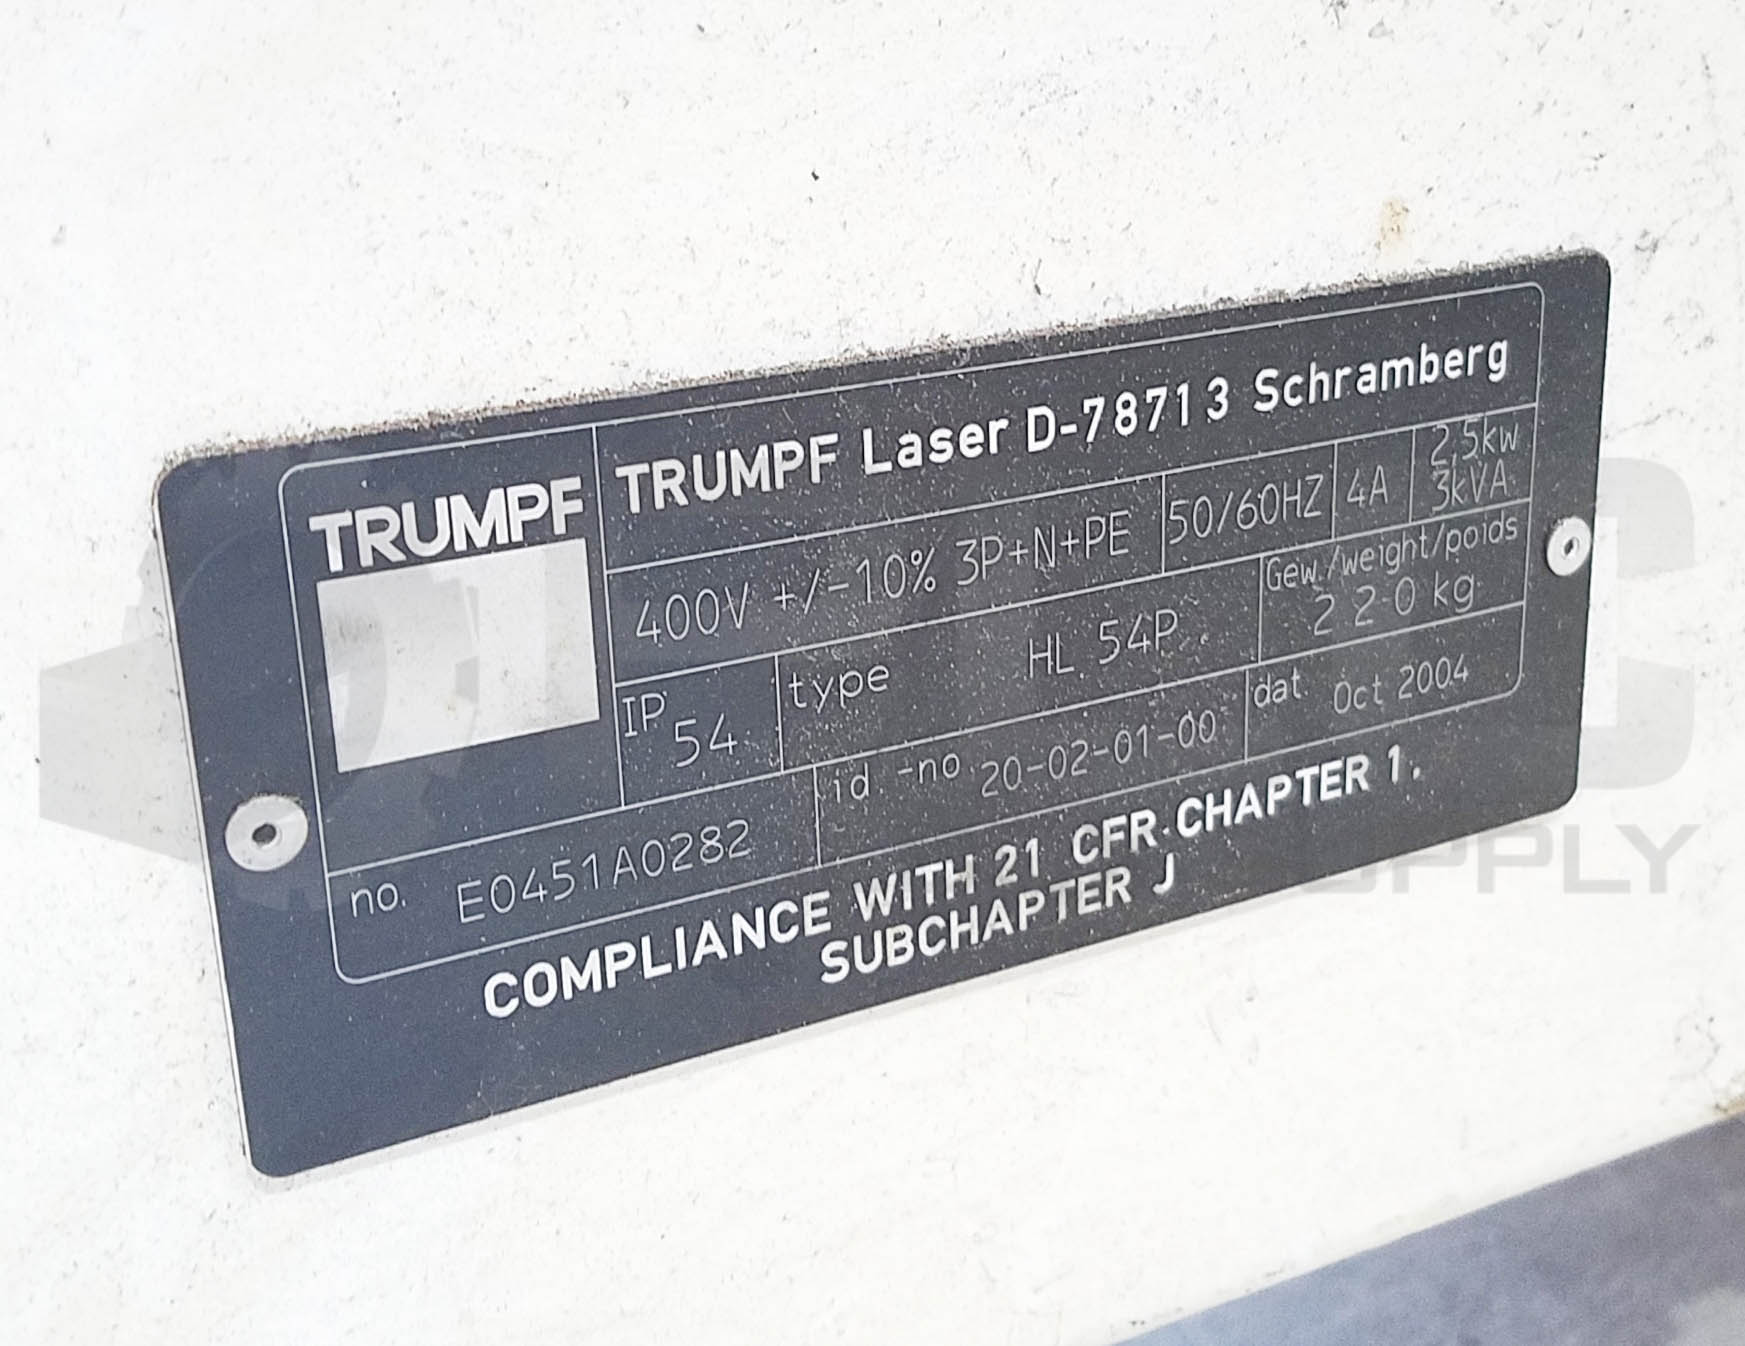 TRUMPF
TRUMPF Laser D-78713 Schramberg
400V +/-10% 3P+N+PE
50/60HZ
4A
2,5kw
3kVA
IP
54
type HL 54P
Gew./weight/poids
220 kg
no. E0451A0282
id.-no. 20-02-01-00
dat. Oct 2004
COMPLIANCE WITH 21 CFR CHAPTER 1.
SUBCHAPTER J